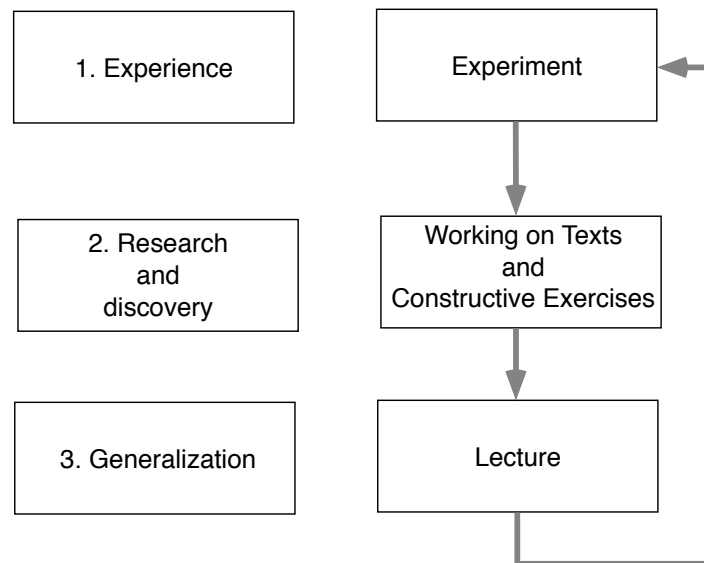 1. Experience
Experiment
2. Research
and
discovery
Working on Texts
and
Constructive Exercises
3. Generalization
Lecture